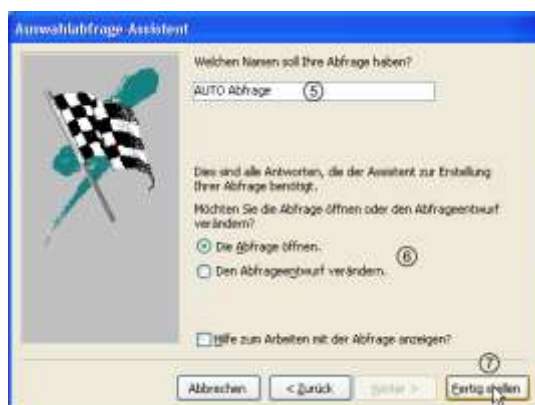 Auswahlabfrage-Assistent
Welchen Namen soll Ihre Abfrage haben?
AUTO Abfrage ⑤
Dies sind alle Antworten, die der Assistent zur Erstellung
Ihrer Abfrage benötigt.
Möchten Sie die Abfrage öffnen oder den Abfrageentwurf
verändern?
Die Abfrage öffnen.
⑥
Den Abfrageentwurf verändern.
Hilfe zum Arbeiten mit der Abfrage anzeigen?
⑦
Abbrechen < Zurück Weiter > Fertig stellen